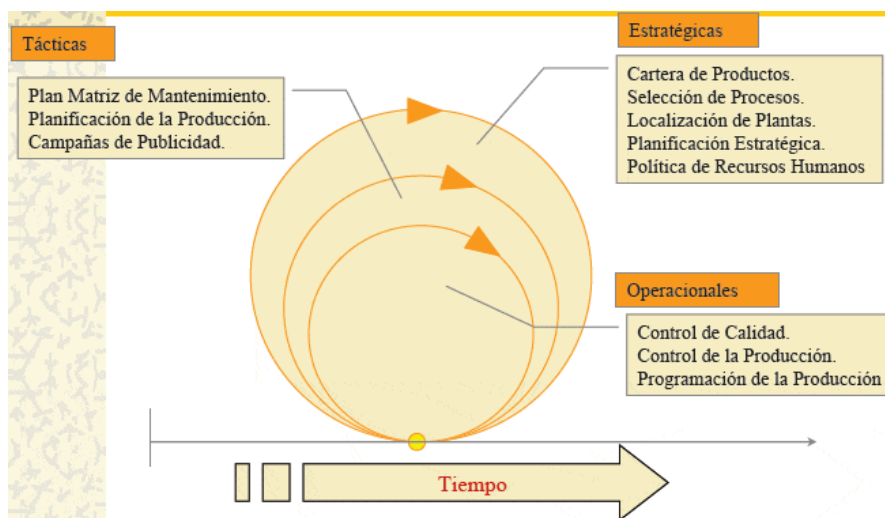 Tácticas
Plan Matriz de Mantenimiento.
Planificación de la Producción.
Campañas de Publicidad.
Estratégicas
Cartera de Productos.
Selección de Procesos.
Localización de Plantas.
Planificación Estratégica.
Política de Recursos Humanos
Operacionales
Control de Calidad.
Control de la Producción.
Programación de la Producción
Tiempo